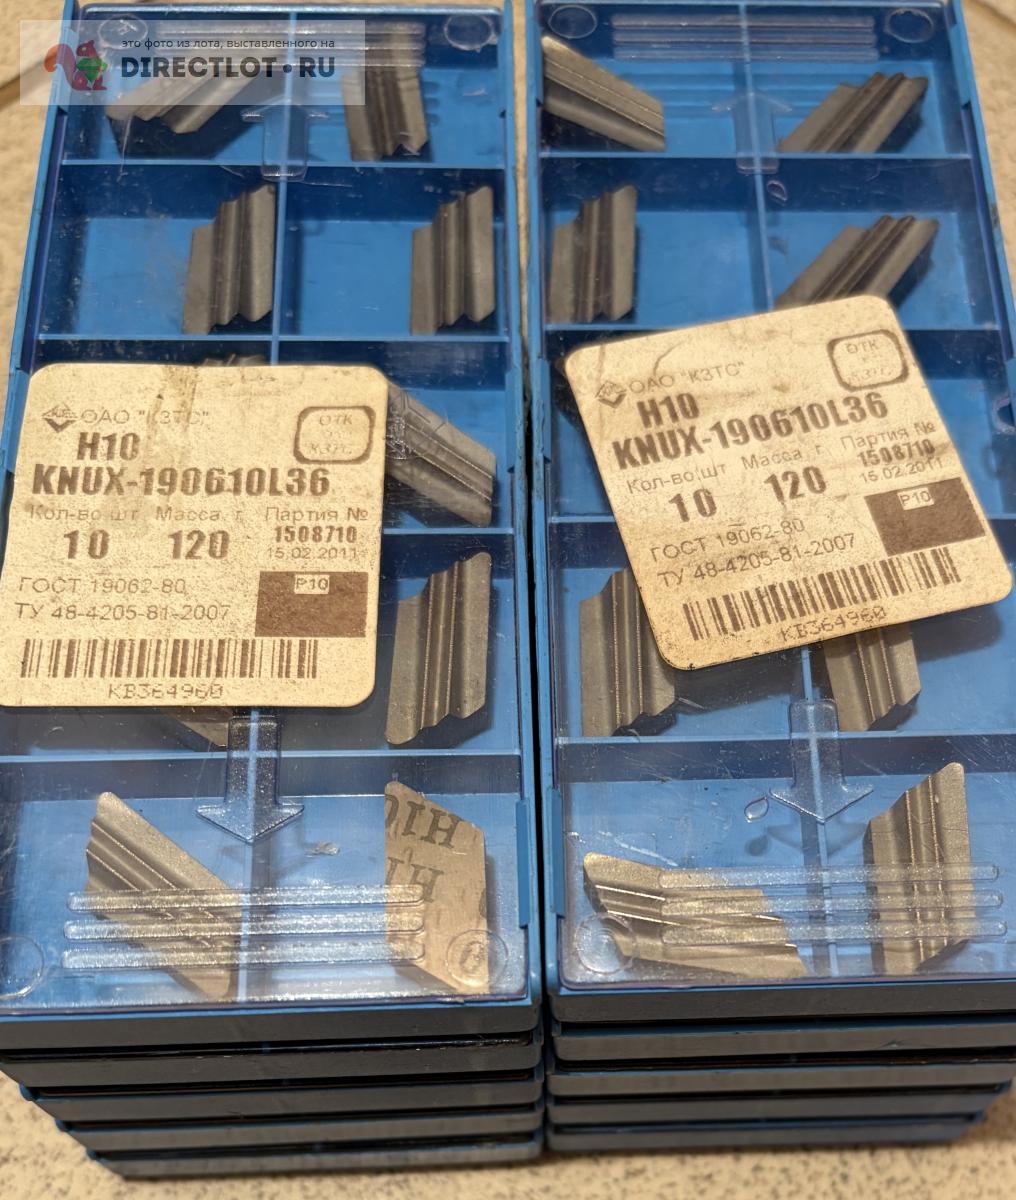 это фото из лота, выставленного на
DIRECTLOT.RU
ОАО "КЗТС"
H10
KNUX-190610L36
ОТК
КЗТС
Кол-во,шт Масса, г Партия №
10 120 1508710
15.02.2011
P10
ГОСТ 19062-80
ТУ 48-4205-81-2007
KB364960
ОАО "КЗТС"
H10
KNUX-190610L36
ОТК
КЗТС
Кол-во,шт Масса, г Партия №
10 120 1508710
15.02.2011
P10
ГОСТ 19062-80
ТУ 48-4205-81-2007
KB364960
H10